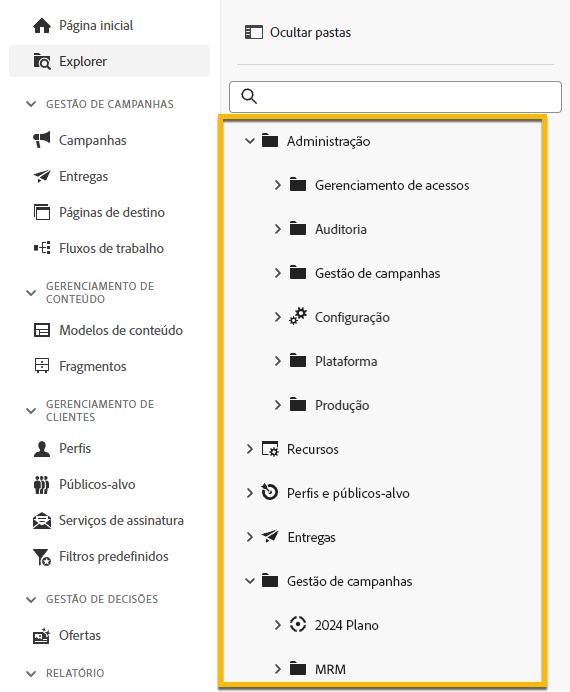 Página inicial
Explorer
GESTÃO DE CAMPANHAS
Campanhas
Entregas
Páginas de destino
Fluxos de trabalho
GERENCIAMENTO DE
CONTEÚDO
Modelos de conteúdo
Fragmentos
GERENCIAMENTO DE
CLIENTES
Perfis
Públicos-alvo
Serviços de assinatura
Filtros predefinidos
GESTÃO DE DECISÕES
Ofertas
RELATÓRIO
Ocultar pastas
Administração
Gerenciamento de acessos
Auditoria
Gestão de campanhas
Configuração
Plataforma
Produção
Recursos
Perfis e públicos-alvo
Entregas
Gestão de campanhas
2024 Plano
MRM